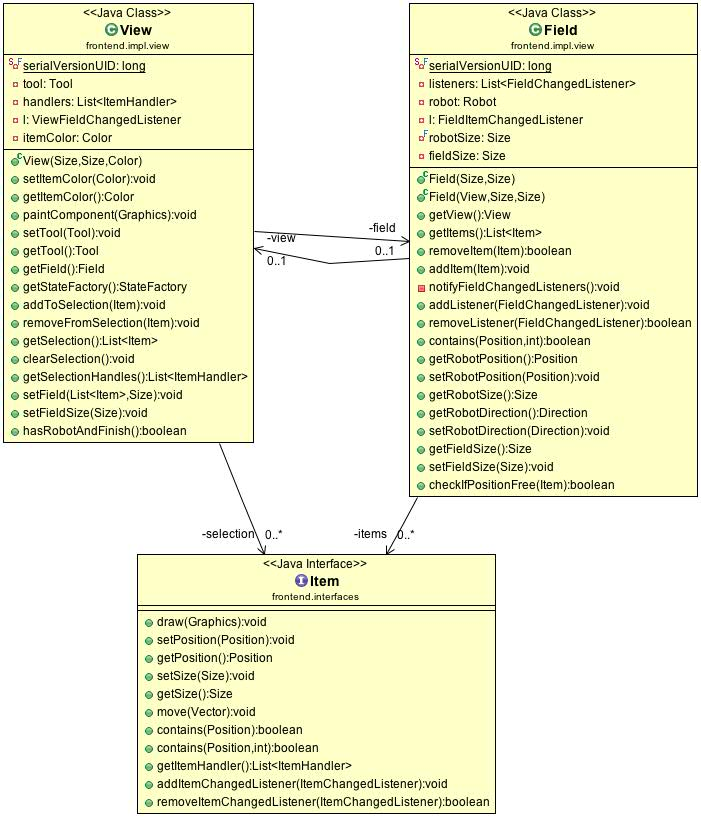 <<Java Class>>
C View
frontend.impl.view
S F serialVersionUID: long
tool: Tool
handlers: List<ItemHandler>
l: ViewFieldChangedListener
itemColor: Color
C View(Size,Size,Color)
setItemColor(Color):void
getItemColor():Color
paintComponent(Graphics):void
setTool(Tool):void
getTool():Tool
getField():Field
getStateFactory():StateFactory
addToSelection(Item):void
removeFromSelection(Item):void
getSelection():List<Item>
clearSelection():void
getSelectionHandles():List<ItemHandler>
setField(List<Item>,Size):void
setFieldSize(Size):void
hasRobotAndFinish():boolean
<<Java Class>>
C Field
frontend.impl.view
S F serialVersionUID: long
listeners: List<FieldChangedListener>
robot: Robot
l: FieldItemChangedListener
F robotSize: Size
fieldSize: Size
C Field(Size,Size)
C Field(View,Size,Size)
getView():View
getItems():List<Item>
removeItem(Item):boolean
addItem(Item):void
notifyFieldChangedListeners():void
addListener(FieldChangedListener):void
removeListener(FieldChangedListener):boolean
contains(Position,int):boolean
getRobotPosition():Position
setRobotPosition(Position):void
getRobotSize():Size
getRobotDirection():Direction
setRobotDirection(Direction):void
getFieldSize():Size
setFieldSize(Size):void
checkIfPositionFree(Item):boolean
-field
0..1
-view
0..1
-selection 0..*
-items 0..*
<<Java Interface>>
I Item
frontend.interfaces
draw(Graphics):void
setPosition(Position):void
getPosition():Position
setSize(Size):void
getSize():Size
move(Vector):void
contains(Position):boolean
contains(Position,int):boolean
getItemHandler():List<ItemHandler>
addItemChangedListener(ItemChangedListener):void
removeItemChangedListener(ItemChangedListener):boolean